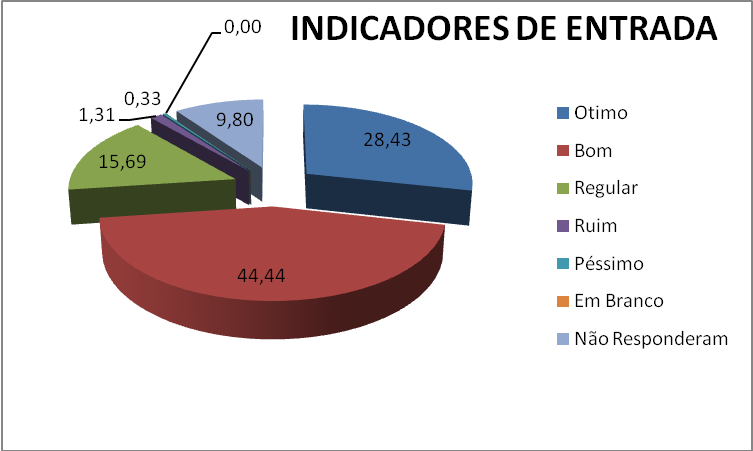 INDICADORES DE ENTRADA
0,00
0,33
1,31
9,80
28,43
15,69
44,44
Otimo
Bom
Regular
Ruim
Péssimo
Em Branco
Não Responderam